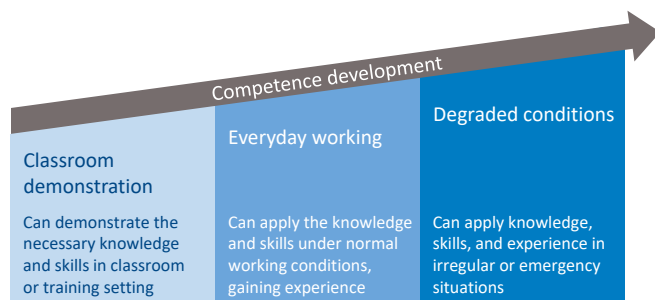 Competence development
Classroom
demonstration
Can demonstrate the
necessary knowledge
and skills in classroom
or training setting
Everyday working
Can apply the knowledge
and skills under normal
working conditions,
gaining experience
Degraded conditions
Can apply knowledge,
skills, and experience in
irregular or emergency
situations